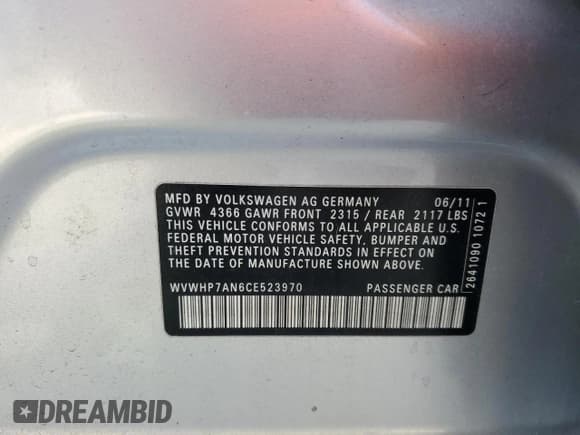 MFD BY VOLKSWAGEN AG GERMANY 06/11
GVWR 4366 GAWR FRONT 2315 / REAR 2117 LBS
THIS VEHICLE CONFORMS TO ALL APPLICABLE U.S.
FEDERAL MOTOR VEHICLE SAFETY, BUMPER AND
THEFT PREVENTION STANDARDS IN EFFECT ON THE
DATE OF MANUFACTURE SHOWN ABOVE.
WVWHP7AN6CE523970 PASSENGER CAR
2641090 1072 1
DREAMBID